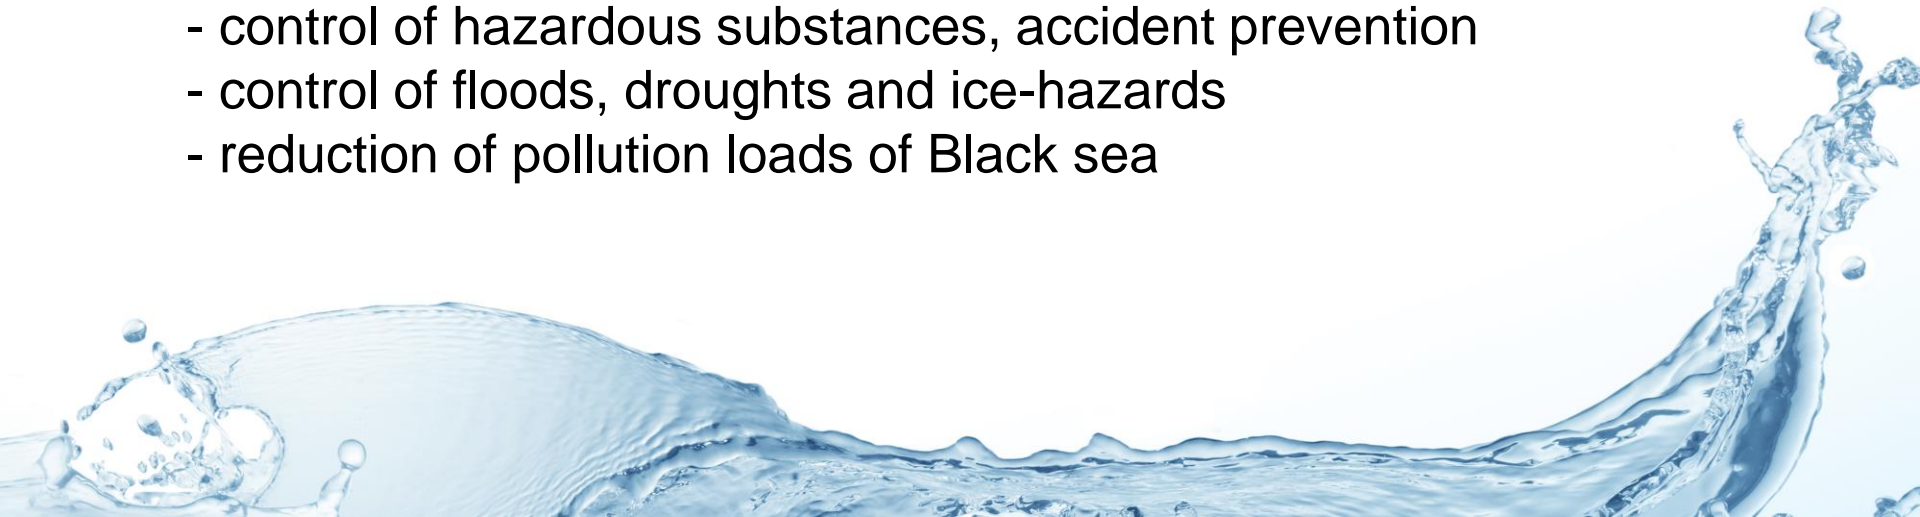 - control of hazardous substances, accident prevention
- control of floods, droughts and ice-hazards
- reduction of pollution loads of Black sea